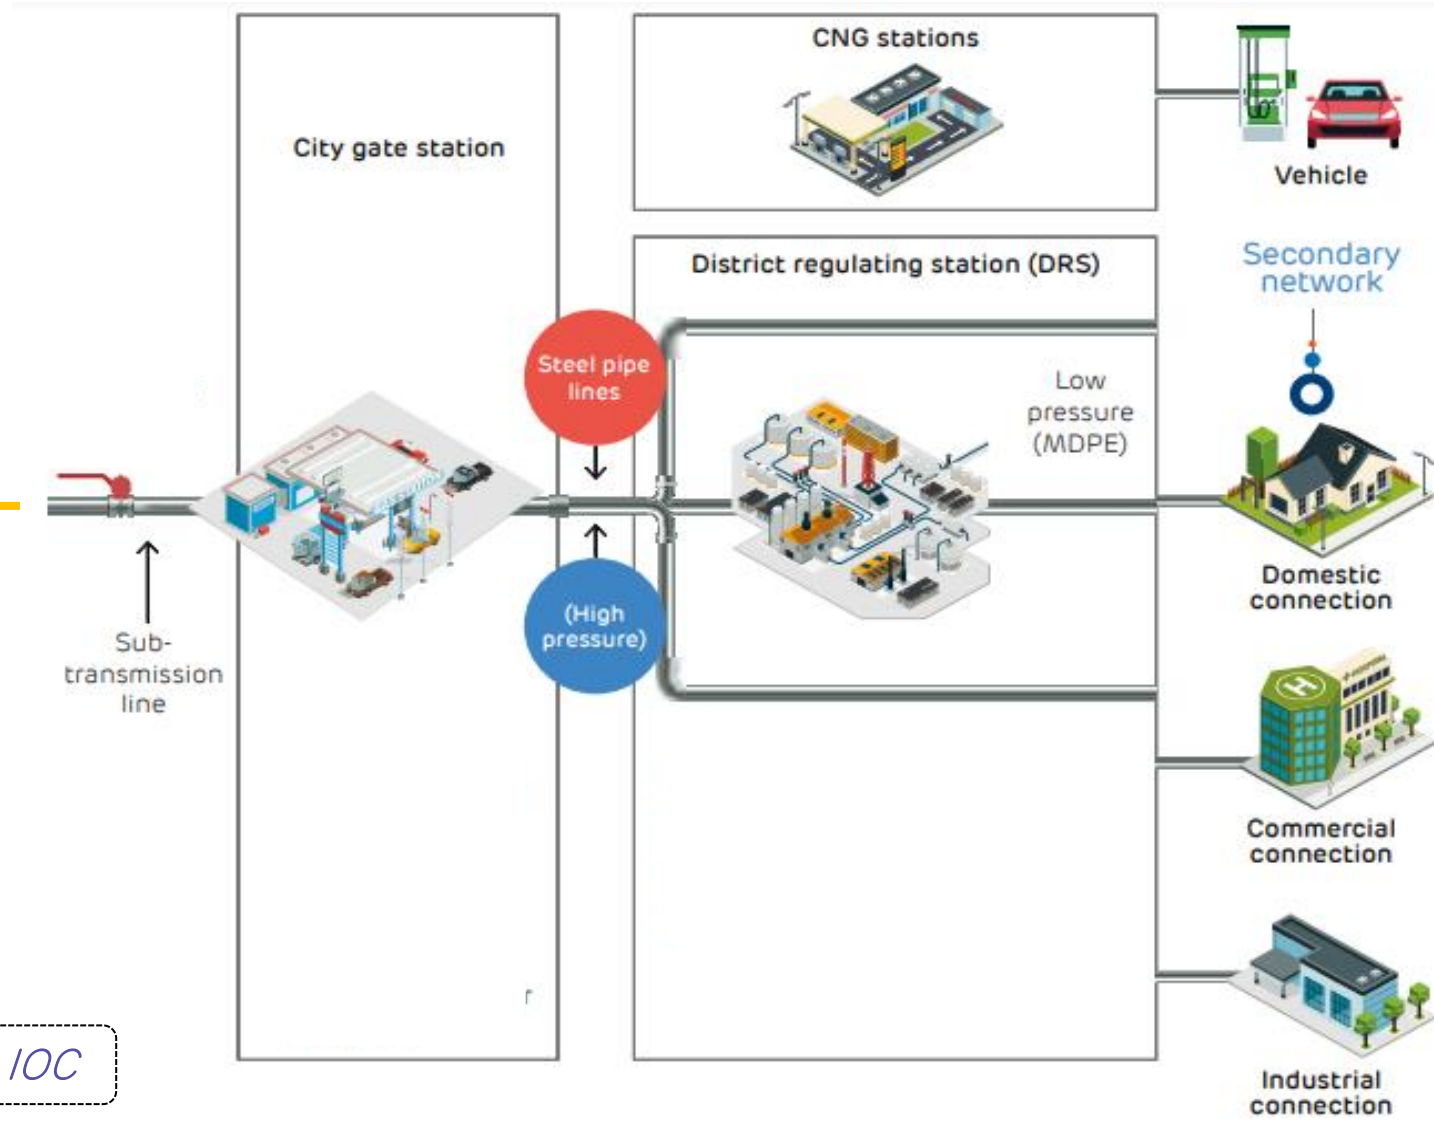 CNG stations
City gate station
Vehicle
District regulating station (DRS)
Secondary
network
Steel pipe
lines
Low
pressure
(MDPE)
Domestic
connection
(High
pressure)
Sub-
transmission
line
Commercial
connection
IOC
Industrial
connection